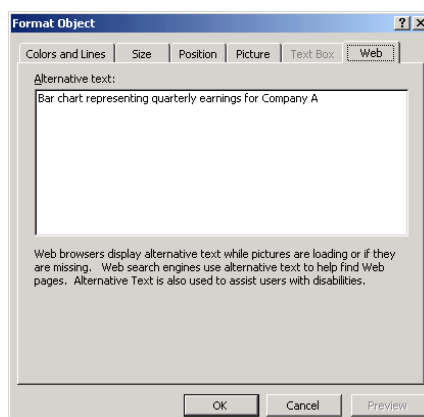 Format Object
Colors and Lines Size Position Picture Text Box Web
Alternative text:
Bar chart representing quarterly earnings for Company A
Web browsers display alternative text while pictures are loading or if they
are missing. Web search engines use alternative text to help find Web
pages. Alternative Text is also used to assist users with disabilities.
OK Cancel Preview